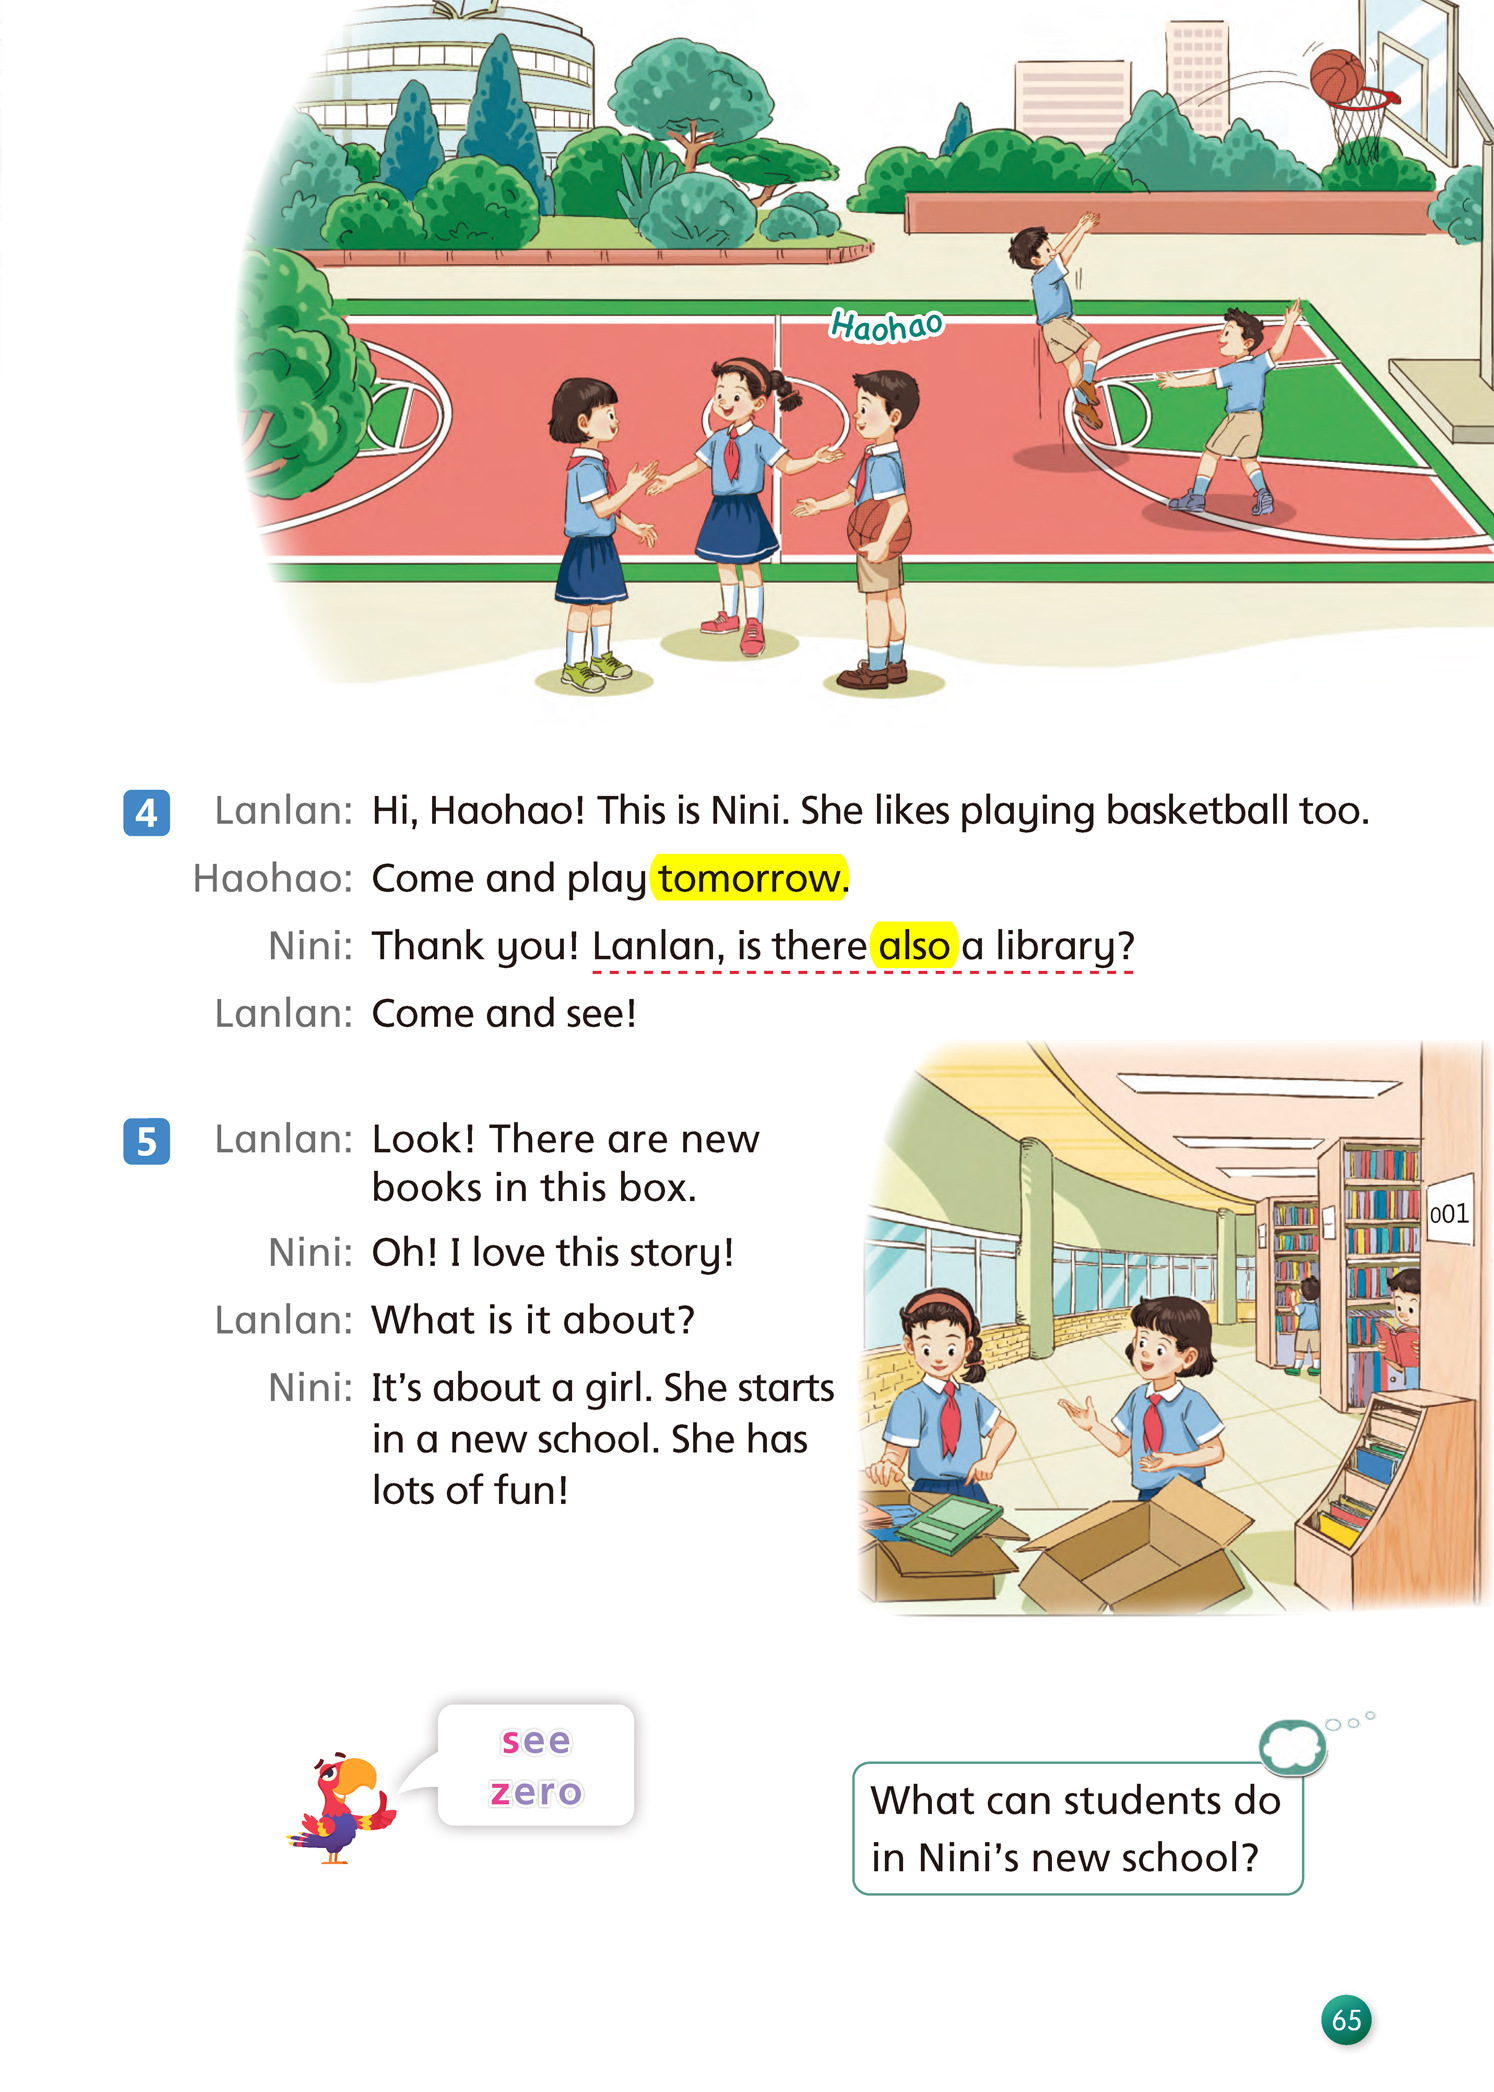 Haohao
4 Lanlan: Hi, Haohao! This is Nini. She likes playing basketball too.
Haohao: Come and play tomorrow.
Nini: Thank you! Lanlan, is there also a library?
Lanlan: Come and see!
5 Lanlan: Look! There are new
books in this box.
Nini: Oh! I love this story!
Lanlan: What is it about?
Nini: It's about a girl. She starts
in a new school. She has
lots of fun!
001
see
zero
What can students do
in Nini's new school?
65